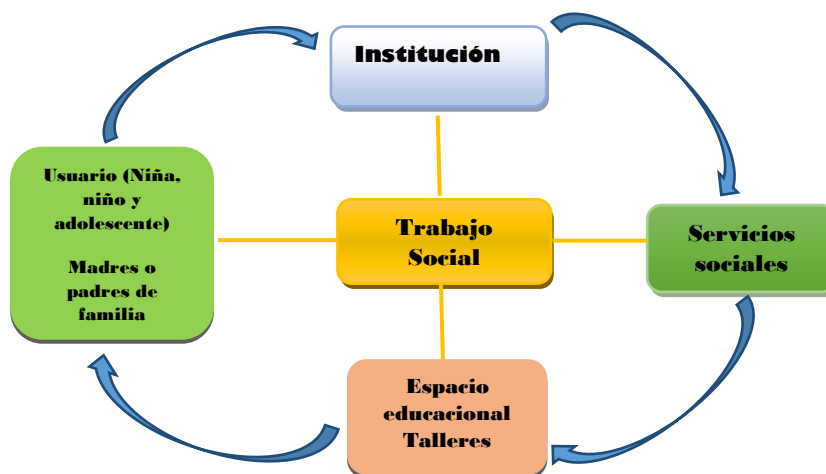 Institución
Usuario (Niña,
niño y
adolescente)
Madres o
padres de
familia
Trabajo
Social
Servicios
sociales
Espacio
educacional
Talleres